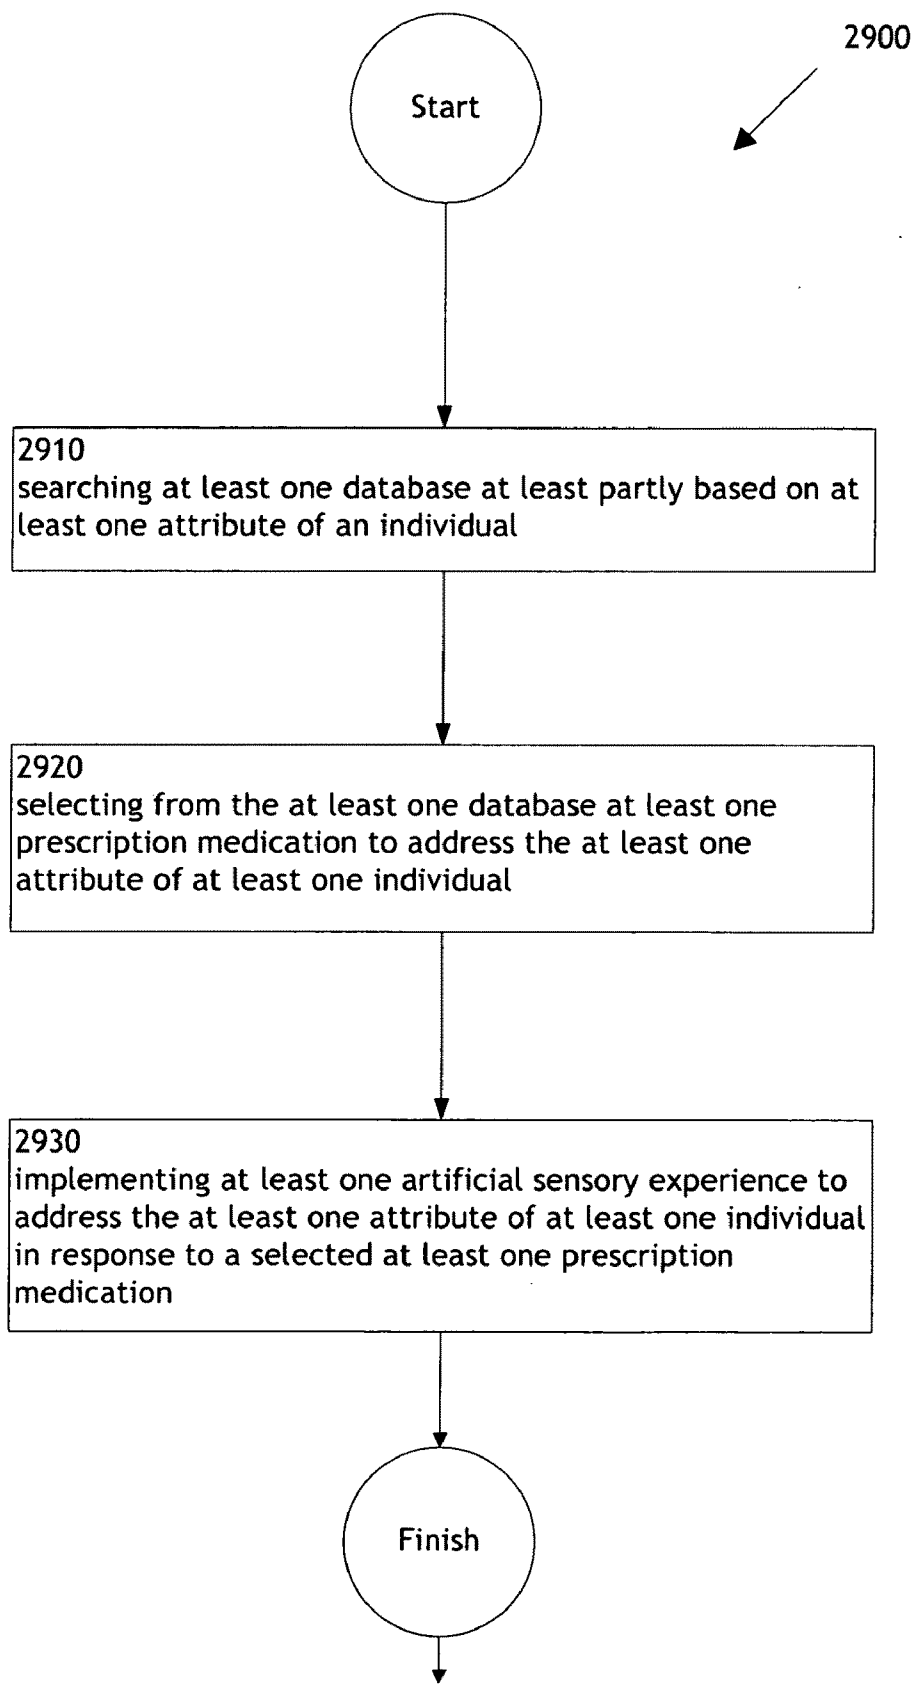 2900
Start
2910
searching at least one database at least partly based on at
least one attribute of an individual
2920
selecting from the at least one database at least one
prescription medication to address the at least one
attribute of at least one individual
2930
implementing at least one artificial sensory experience to
address the at least one attribute of at least one individual
in response to a selected at least one prescription
medication
Finish